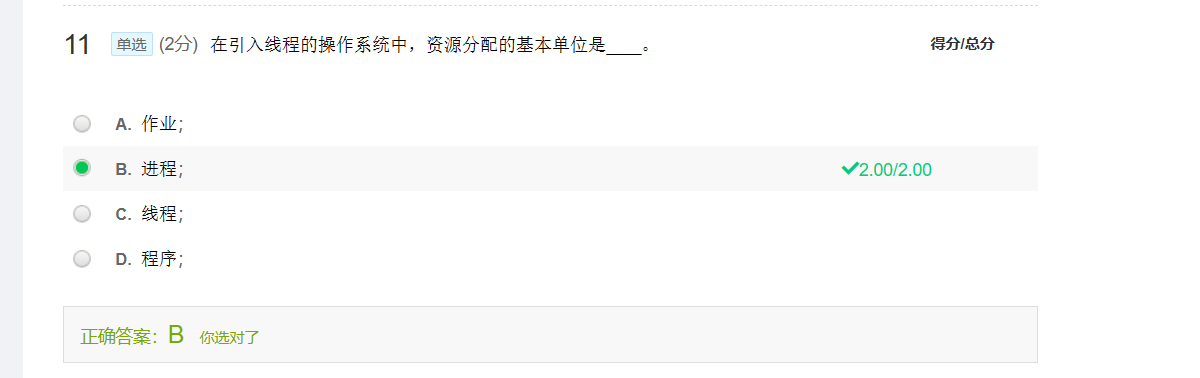 11 单选 (2分) 在引入线程的操作系统中，资源分配的基本单位是____。 得分/总分
A. 作业；
B. 进程； 2.00/2.00
C. 线程；
D. 程序；
正确答案：B 你选对了